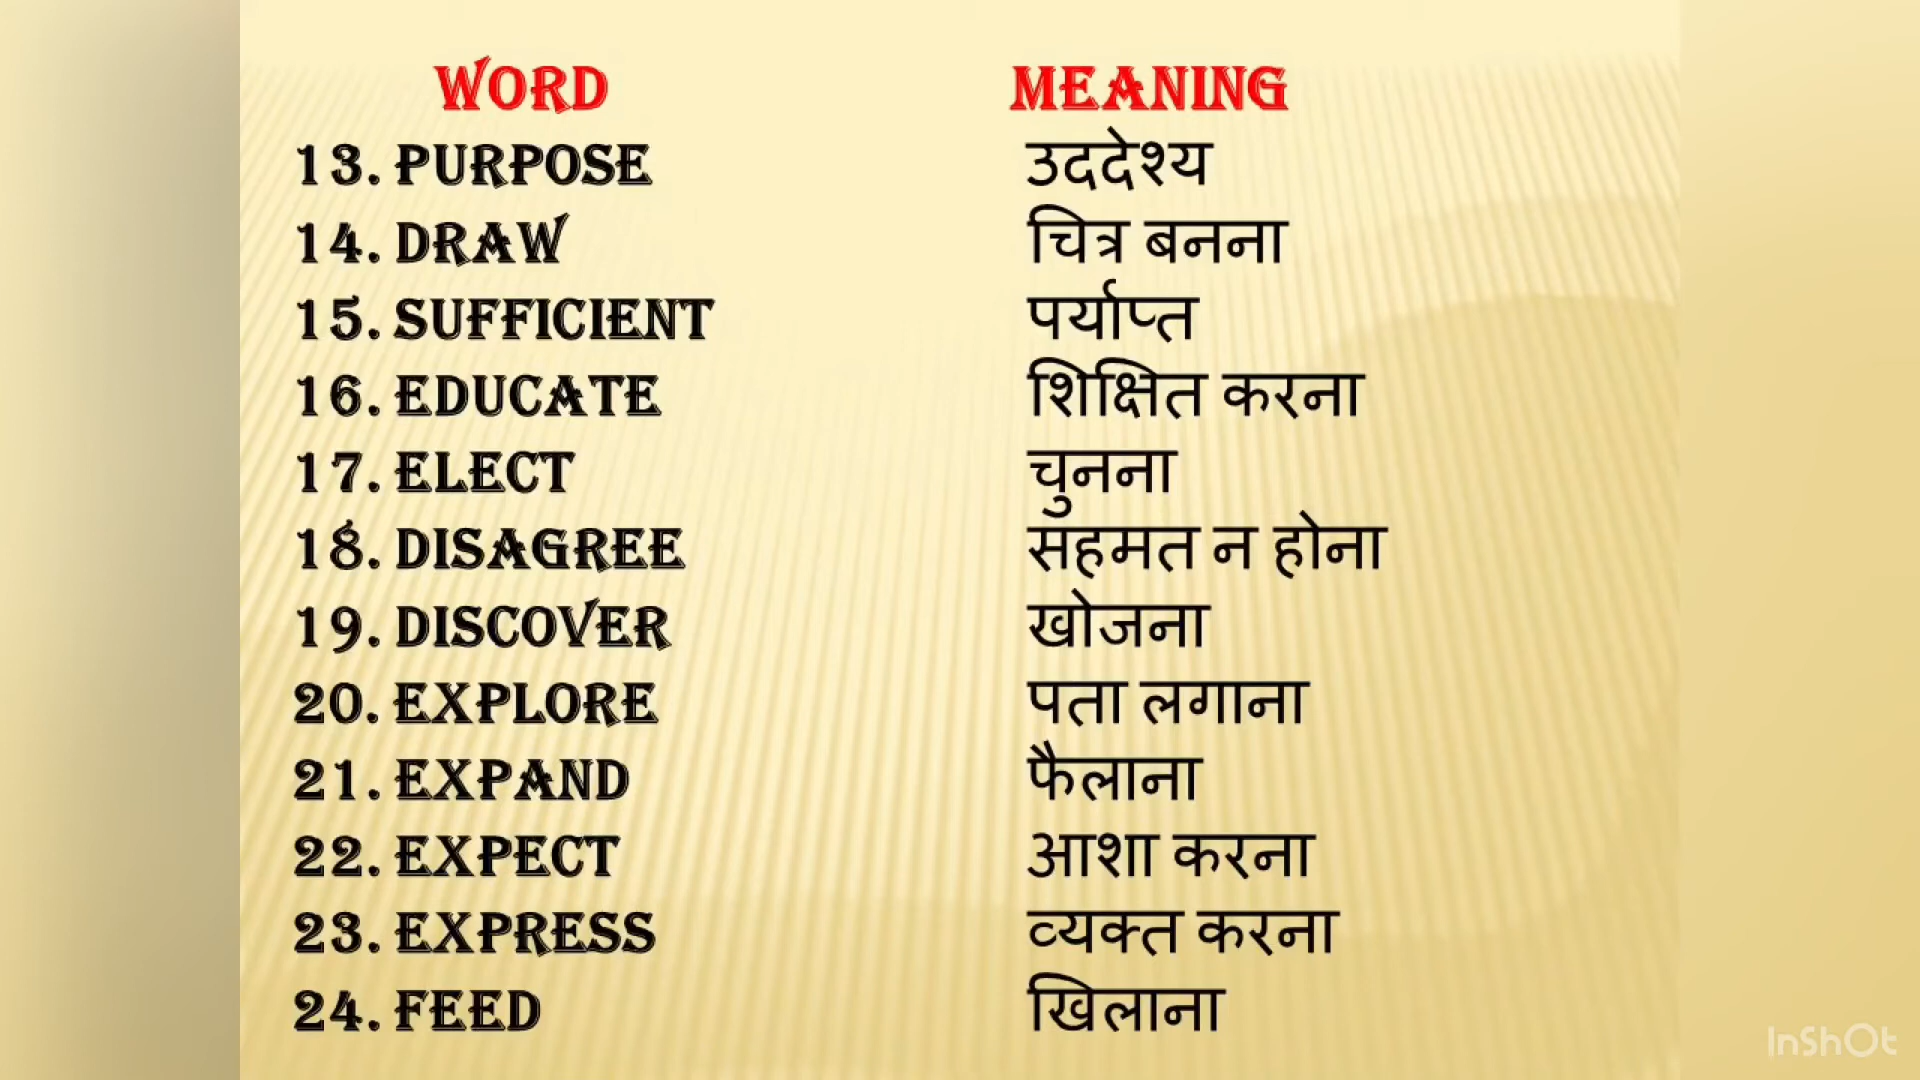 WORD MEANING
13. PURPOSE उददेश्य
14. DRAW चित्र बनना
15. SUFFICIENT पर्याप्त
16. EDUCATE शिक्षित करना
17. ELECT चुनना
18. DISAGREE सहमत न होना
19. DISCOVER खोजना
20. EXPLORE पता लगाना
21. EXPAND फैलाना
22. EXPECT आशा करना
23. EXPRESS व्यक्त करना
24. FEED खिलाना
InShOt